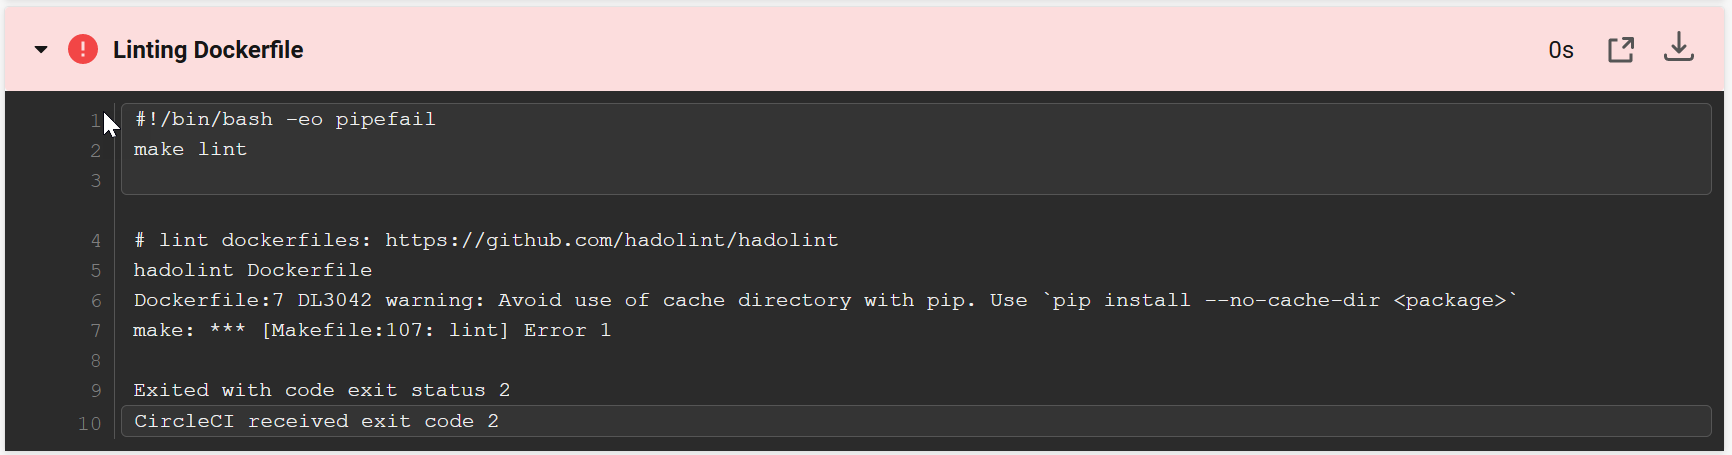 Linting Dockerfile
0s
1 #!/bin/bash -eo pipefail
2 make lint
3
4 # lint dockerfiles: https://github.com/hadolint/hadolint
5 hadolint Dockerfile
6 Dockerfile:7 DL3042 warning: Avoid use of cache directory with pip. Use `pip install --no-cache-dir <package>`
7 make: *** [Makefile:107: lint] Error 1
8
9 Exited with code exit status 2
10 CircleCI received exit code 2